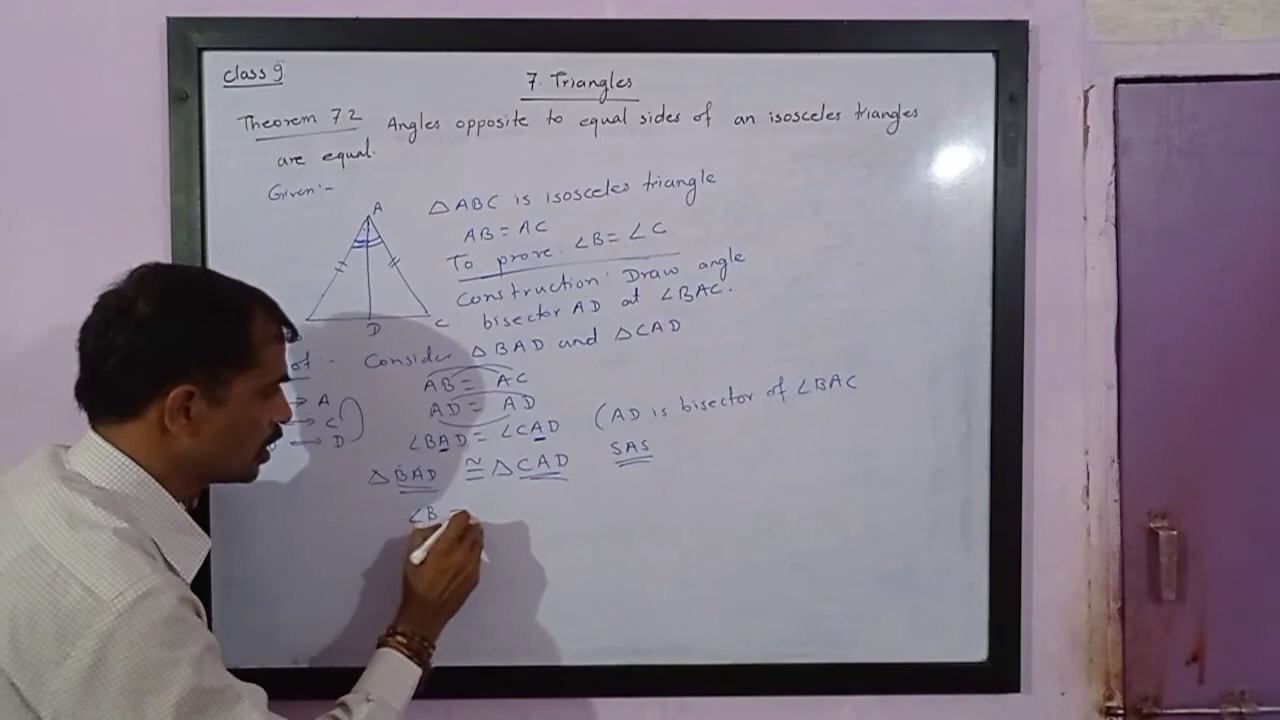 Class 9
7. Triangles
Theorem 7.2 Angles opposite to equal sides of an isosceles triangles
are equal.
Given:-
A
△ABC is isosceles triangle
AB = AC
To prove: ∠B = ∠C
Construction: Draw angle
bisector AD at ∠BAC.
C
D
of :- Consider △BAD and △CAD
AB = AC
→ A
AD = AD
(AD is bisector of ∠BAC
→ C
∠BAD = ∠CAD
→ D
SAS
△BAD ≅ △CAD
∠B =